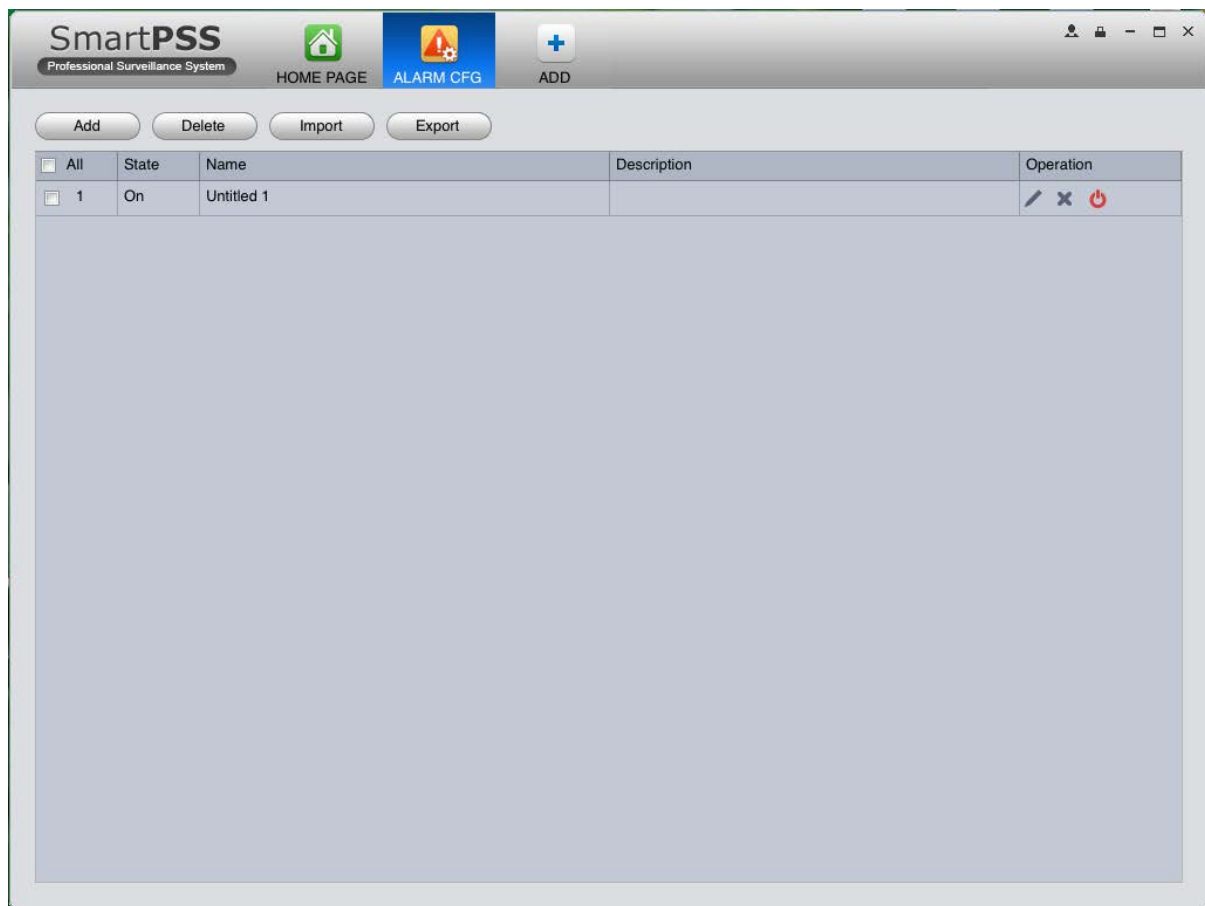 SmartPSS
Professional Surveillance System
HOME PAGE
ALARM CFG
ADD
Add Delete Import Export
All State Name Description Operation
1 On Untitled 1